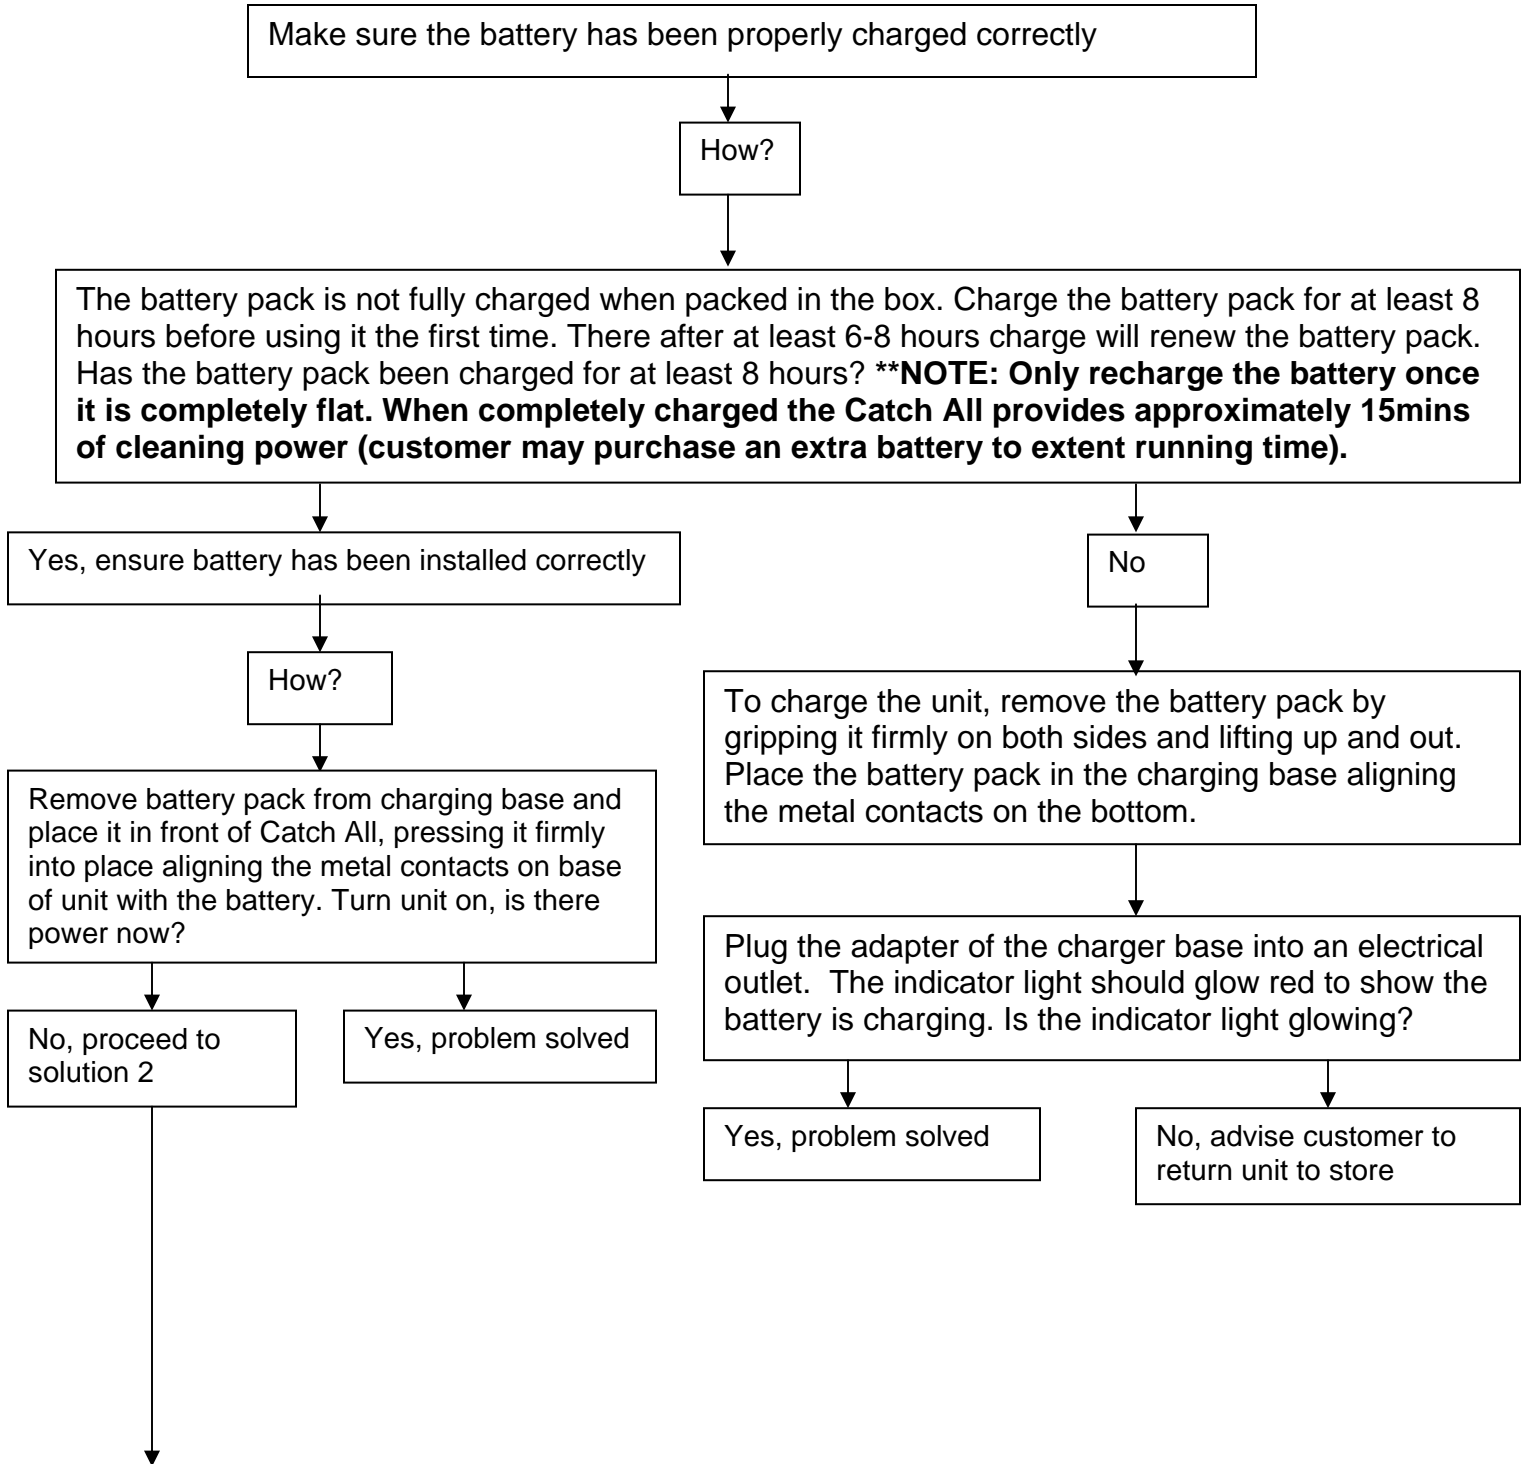 Make sure the battery has been properly charged correctly
How?
The battery pack is not fully charged when packed in the box. Charge the battery pack for at least 8
hours before using it the first time. There after at least 6-8 hours charge will renew the battery pack.
Has the battery pack been charged for at least 8 hours? **NOTE: Only recharge the battery once
it is completely flat. When completely charged the Catch All provides approximately 15mins
of cleaning power (customer may purchase an extra battery to extent running time).
Yes, ensure battery has been installed correctly
How?
Remove battery pack from charging base and
place it in front of Catch All, pressing it firmly
into place aligning the metal contacts on base
of unit with the battery. Turn unit on, is there
power now?
No, proceed to
solution 2
Yes, problem solved
No
To charge the unit, remove the battery pack by
gripping it firmly on both sides and lifting up and out.
Place the battery pack in the charging base aligning
the metal contacts on the bottom.
Plug the adapter of the charger base into an electrical
outlet.  The indicator light should glow red to show the
battery is charging. Is the indicator light glowing?
Yes, problem solved
No, advise customer to
return unit to store